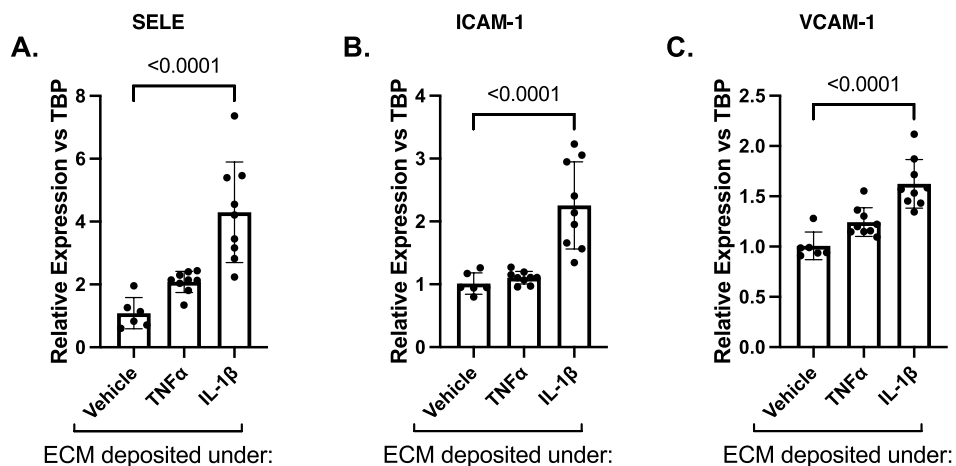 SELE
A.
<0.0001
Relative Expression vs TBP
8
6
4
2
0
Vehicle
TNFα
IL-1β
ECM deposited under:
ICAM-1
B.
<0.0001
Relative Expression vs TBP
4
3
2
1
0
Vehicle
TNFα
IL-1β
ECM deposited under:
VCAM-1
C.
<0.0001
Relative Expression vs TBP
2.5
2.0
1.5
1.0
0.5
0.0
Vehicle
TNFα
IL-1β
ECM deposited under: